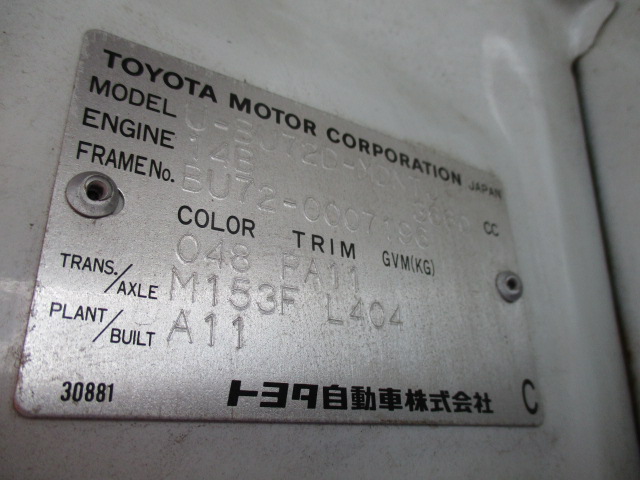 TOYOTA MOTOR CORPORATION JAPAN
MODEL
ENGINE 14B CC
FRAME No. BU72-0007196
COLOR TRIM GVM(KG)
048 FA11
TRANS./AXLE M153F L404
PLANT/BUILT A11
30881 トヨタ自動車株式会社 C